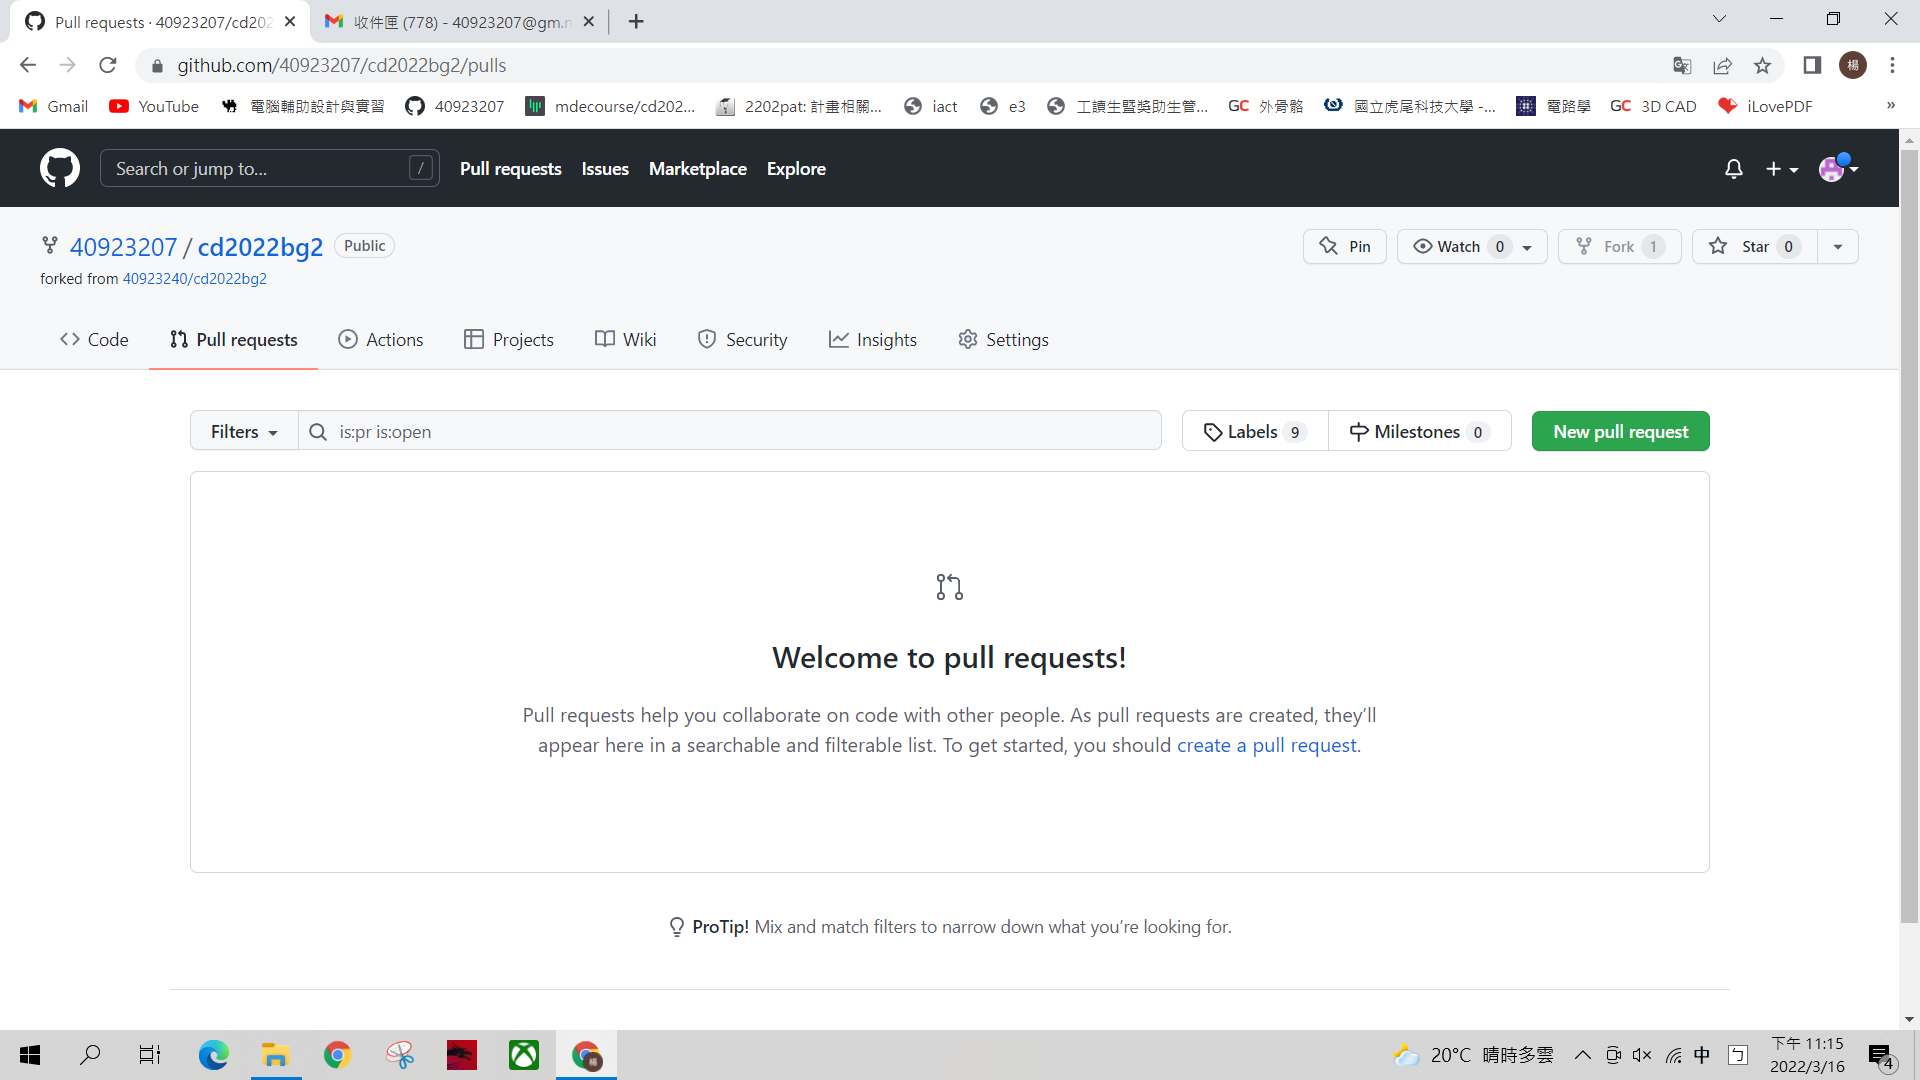 Pull requests · 40923207/cd202
收件匣 (778) - 40923207@gm.n
github.com/40923207/cd2022bg2/pulls
楊
Gmail
YouTube
電腦輔助設計與實習
40923207
mdecourse/cd202...
2202pat: 計畫相關...
iact
e3
工讀生暨獎助生管...
GC 外骨骼
國立虎尾科技大學 -...
電路學
GC 3D CAD
iLovePDF
»
Search or jump to...
/
Pull requests
Issues
Marketplace
Explore
40923207 / cd2022bg2
Public
forked from 40923240/cd2022bg2
Pin
Watch 0
Fork 1
Star 0
Code
Pull requests
Actions
Projects
Wiki
Security
Insights
Settings
Filters
is:pr is:open
Labels 9
Milestones 0
New pull request
Welcome to pull requests!
Pull requests help you collaborate on code with other people. As pull requests are created, they’ll
appear here in a searchable and filterable list. To get started, you should create a pull request.
ProTip! Mix and match filters to narrow down what you’re looking for.
楊
20°C 晴時多雲
中
ㄅ
下午 11:15
2022/3/16
4